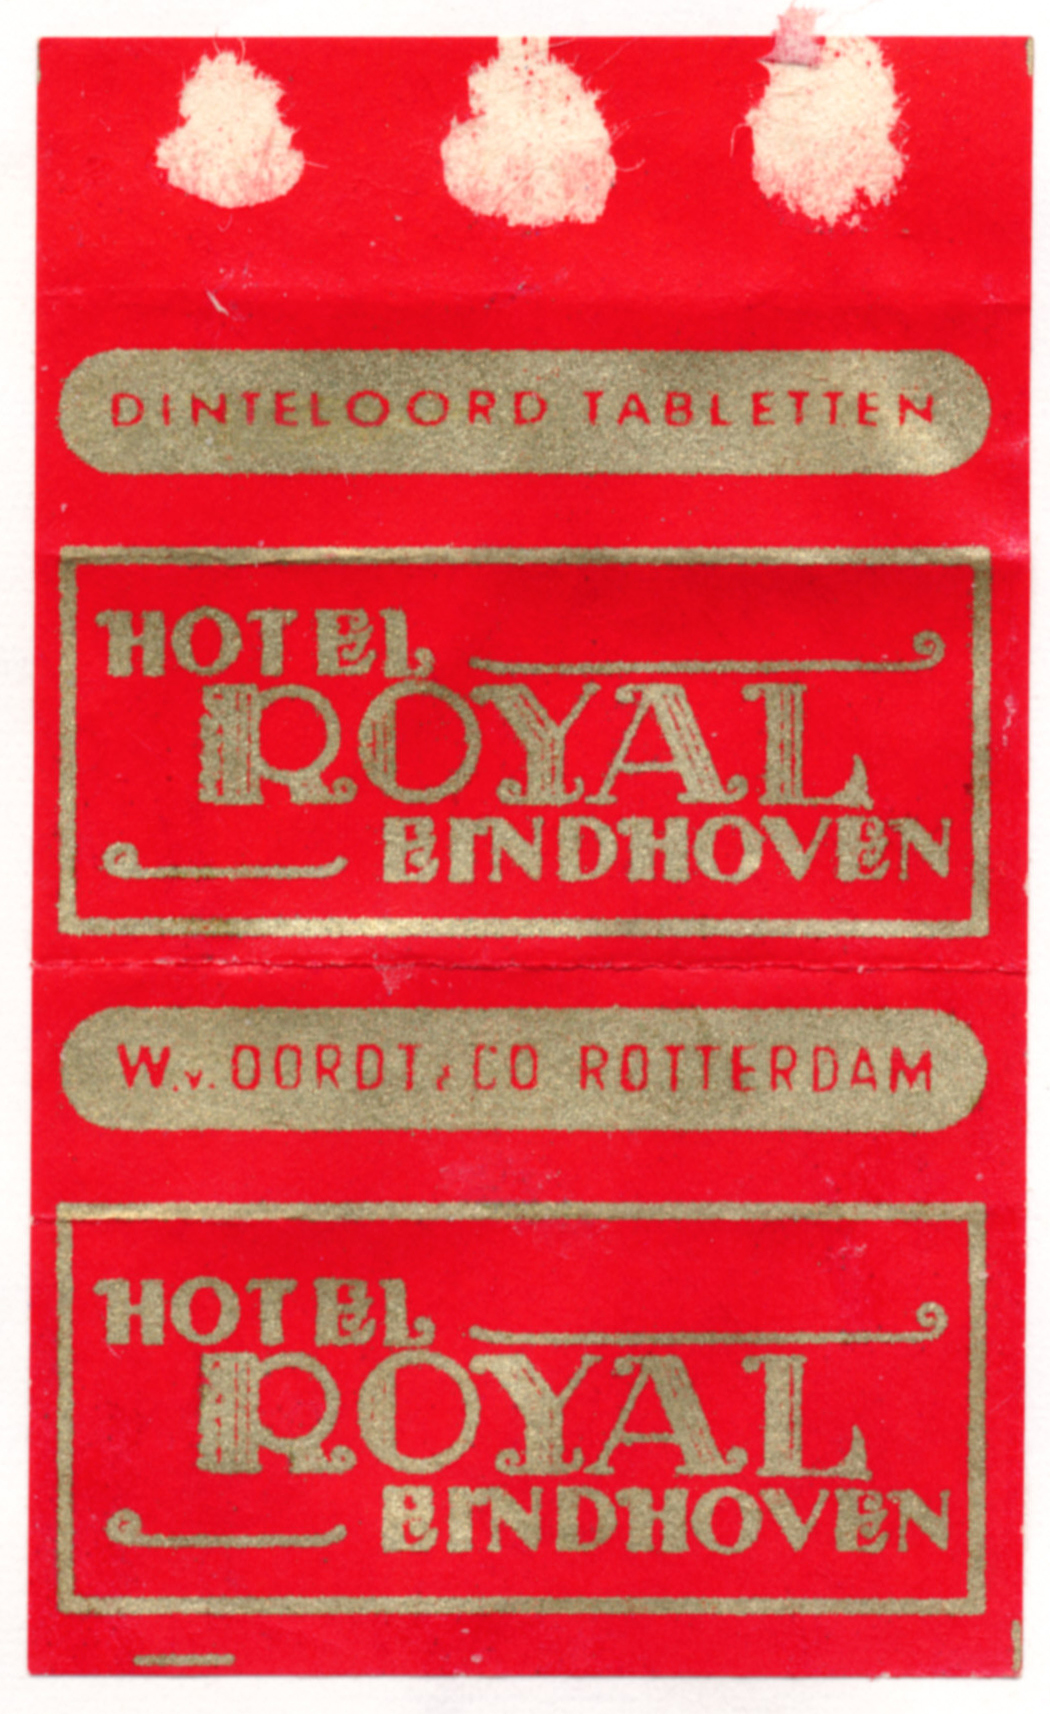 DINTELOORD TABLETTEN
HOTEL
ROYAL
EINDHOVEN
W.v.OORDT & CO ROTTERDAM
HOTEL
ROYAL
EINDHOVEN